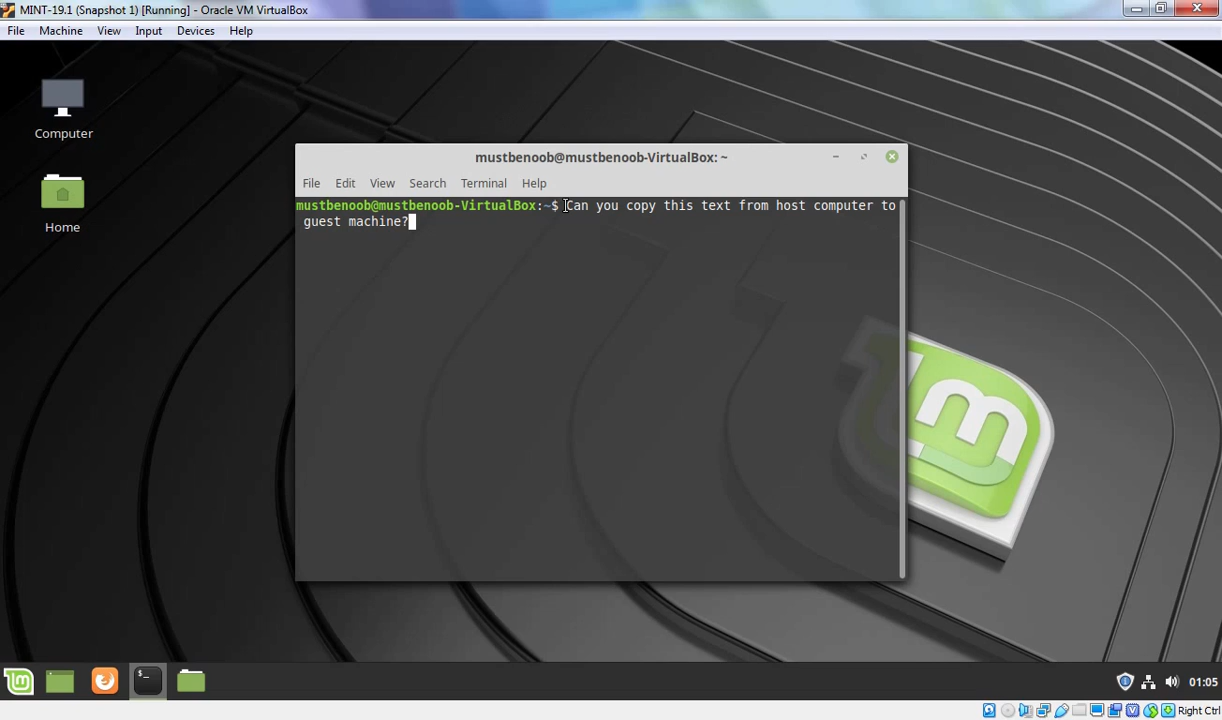 MINT-19.1 (Snapshot 1) [Running] - Oracle VM VirtualBox
File Machine View Input Devices Help
Computer
Home
mustbenoob@mustbenoob-VirtualBox: ~
File Edit View Search Terminal Help
mustbenoob@mustbenoob-VirtualBox:~$ Can you copy this text from host computer to
guest machine?
01:05
Right Ctrl